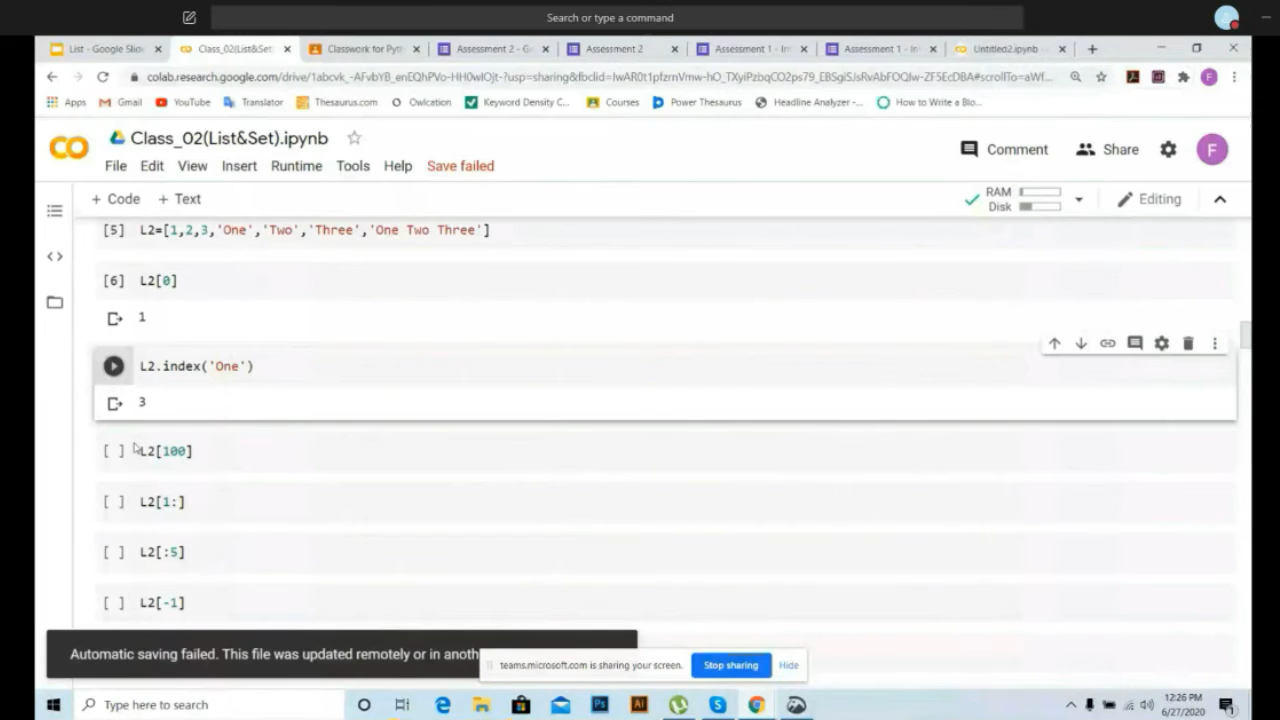 Search or type a command
List - Google Slid
Class_02(List&Set)
Classwork for Pyt
Assessment 2 - G
Assessment 2
Assessment 1 - In
Assessment 1 - In
Untitled2.ipynb
Apps
Gmail
YouTube
Translator
Thesaurus.com
Owlcation
Keyword Density C...
Courses
Power Thesaurus
Headline Analyzer -...
How to Write a Blo...
Class_02(List&Set).ipynb
Comment
Share
F
File Edit View Insert Runtime Tools Help Save failed
+ Code + Text
RAM
Disk
Editing
[5] L2=[1,2,3,'One','Two','Three','One Two Three']
[6] L2[0]
1
L2.index('One')
3
[ ] L2[100]
[ ] L2[1:]
[ ] L2[:5]
[ ] L2[-1]
Automatic saving failed. This file was updated remotely or in anoth
teams.microsoft.com is sharing your screen.
Stop sharing
Hide
Type here to search
12:26 PM
6/27/2020